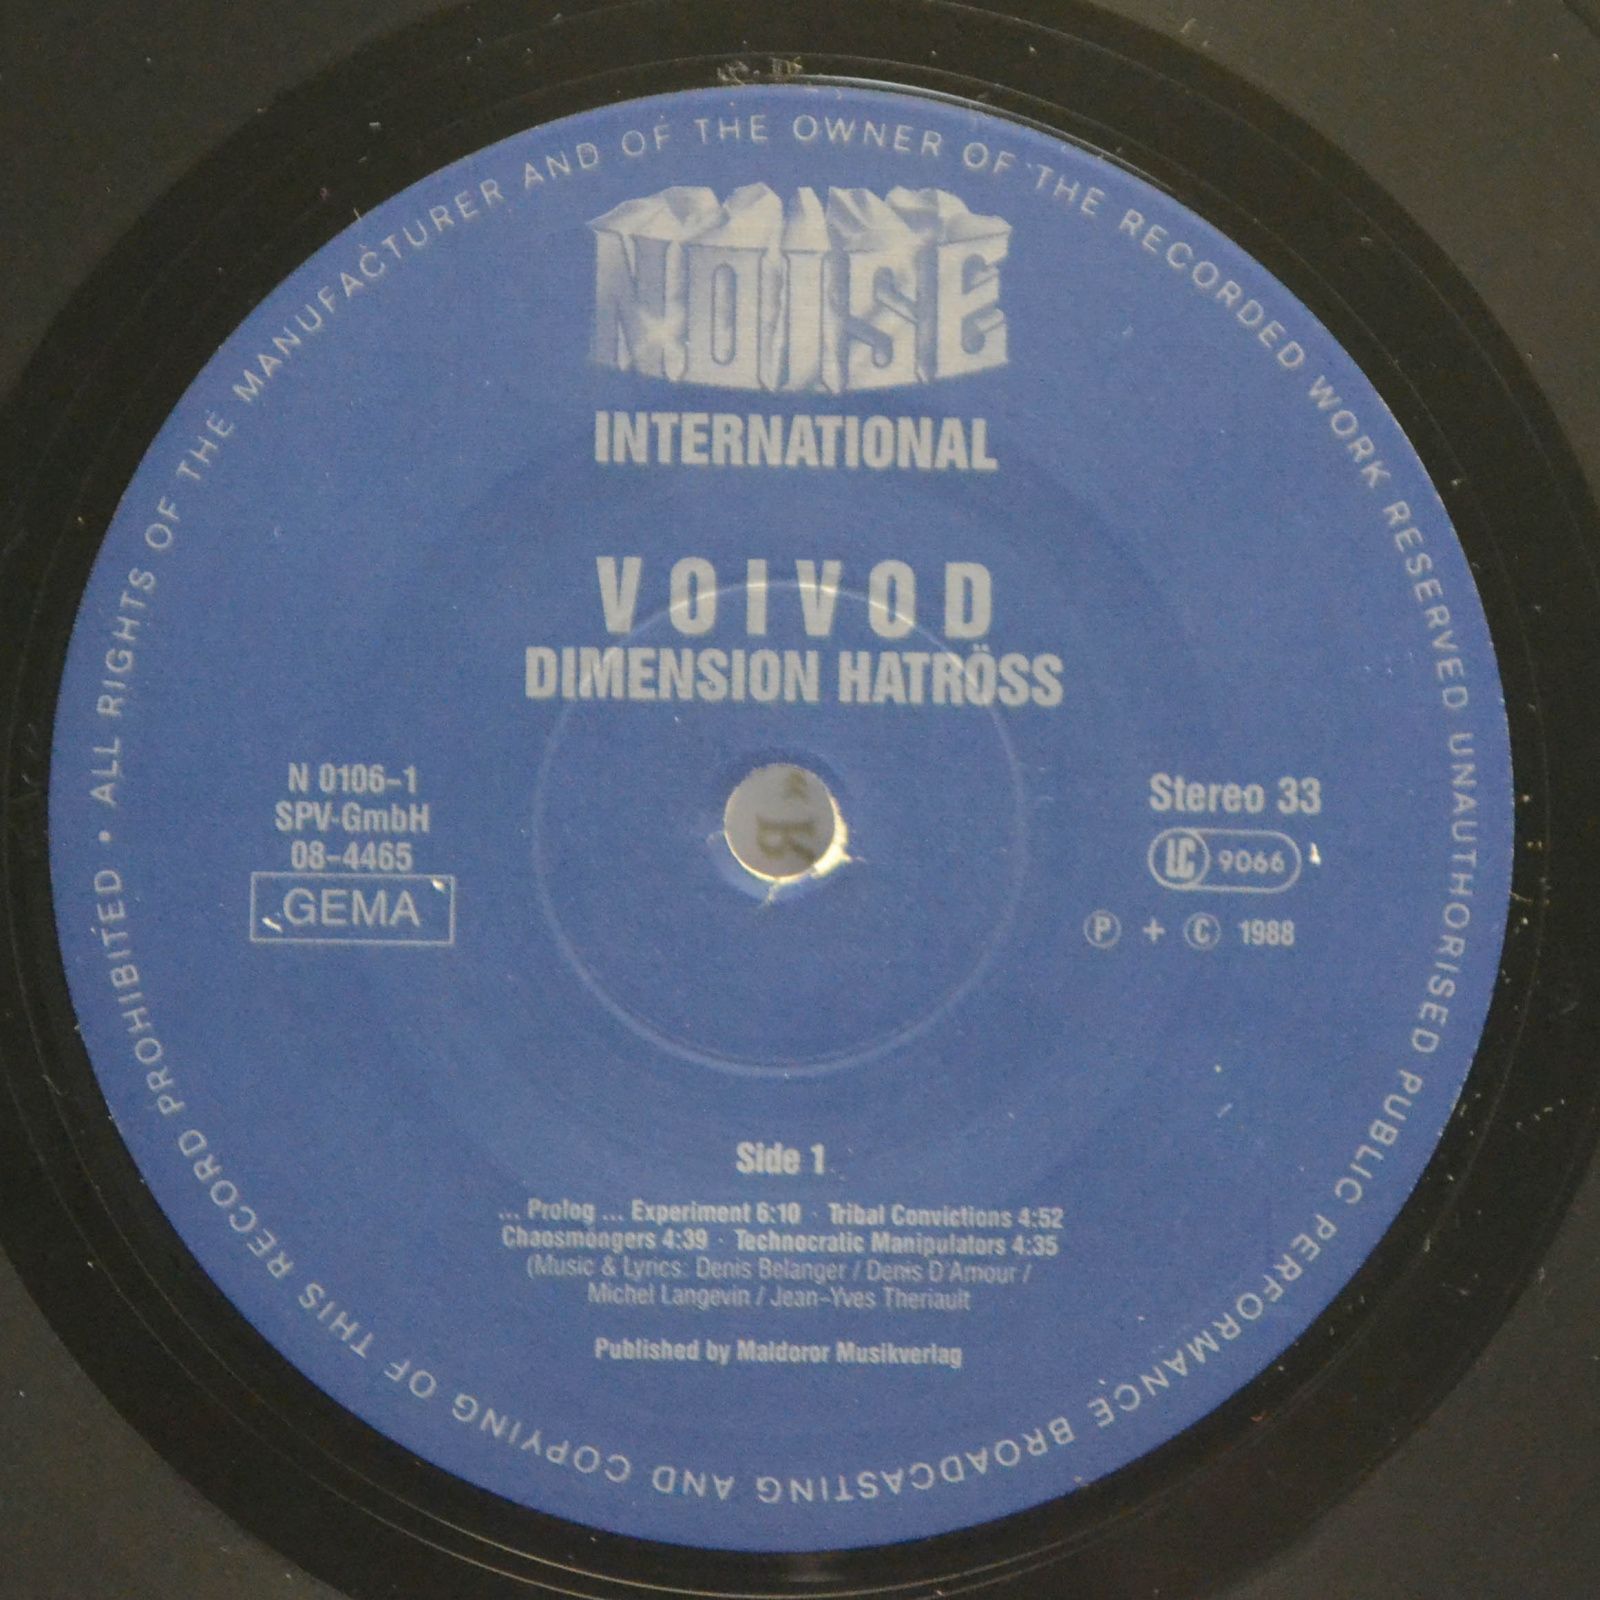 ALL RIGHTS OF THE MANUFACTURER AND OF THE OWNER OF THE RECORDED WORK RESERVED UNAUTHORISED PUBLIC PERFORMANCE BROADCASTING AND COPYING OF THIS RECORD PROHIBITED •
NOISE
INTERNATIONAL
VOIVOD
DIMENSION HATRÖSS
N 0106-1
SPV-GmbH
08-4465
GEMA
Stereo 33
LC 9066
Ⓟ + © 1988
Side 1
... Prolog ... Experiment 6:10 · Tribal Convictions 4:52
Chaosmöngers 4:39 · Technocratic Manipulators 4:35
(Music & Lyrics: Denis Belanger / Denis D'Amour /
Michel Langevin / Jean-Yves Theriault
Published by Maldoror Musikverlag